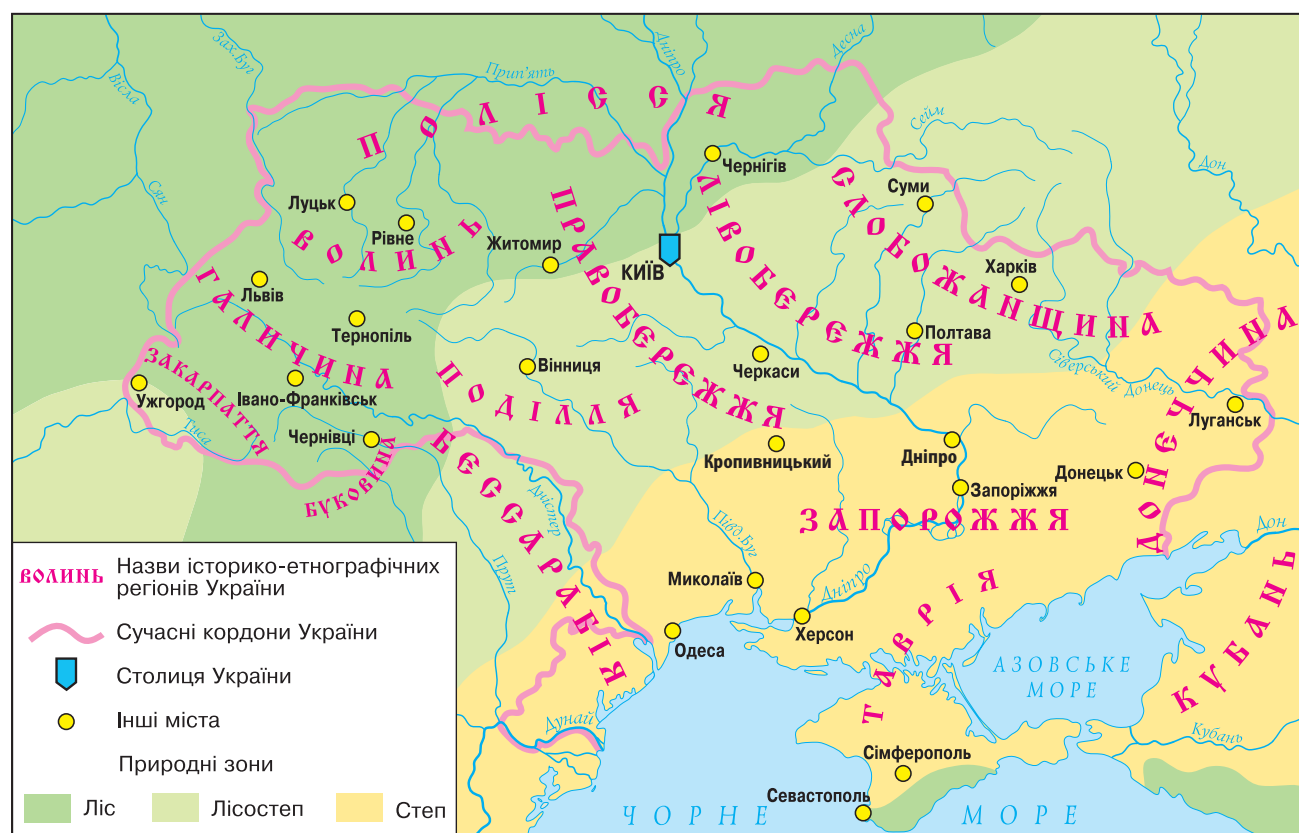 Вісла
Зах.Буг
Прип'ять
Дніпро
Десна
Сейм
Дон
Сян
ПОЛІССЯ
Чернігів
Суми
Луцьк
Рівне
ВОЛИНЬ
Житомир
КИЇВ
ПРАВОБЕРЕЖЖЯ
ЛІВОБЕРЕЖЖЯ
СЛОБОЖАНЩИНА
Харків
Львів
ГАЛИЧИНА
Тернопіль
Полтава
Вінниця
Черкаси
Сіверський Донець
ДОНЕЧЧИНА
ЗАКАРПАТТЯ
Ужгород
Івано-Франківськ
ПОДІЛЛЯ
Луганськ
Тиса
Чернівці
БУКОВИНА
БЕССАРАБІЯ
Кропивницький
Дніпро
Донецьк
Запоріжжя
ЗАПОРОЖЖЯ
Дністер
Півд.Буг
Прут
Дон
Миколаїв
Дніпро
Херсон
Одеса
ТАВРІЯ
АЗОВСЬКЕ
МОРЕ
КУБАНЬ
Дунай
Кубань
Сімферополь
Севастополь
ЧОРНЕ МОРЕ
ВОЛИНЬ Назви історико-етнографічних
регіонів України
Сучасні кордони України
Столиця України
Інші міста
Природні зони
Ліс Лісостеп Степ